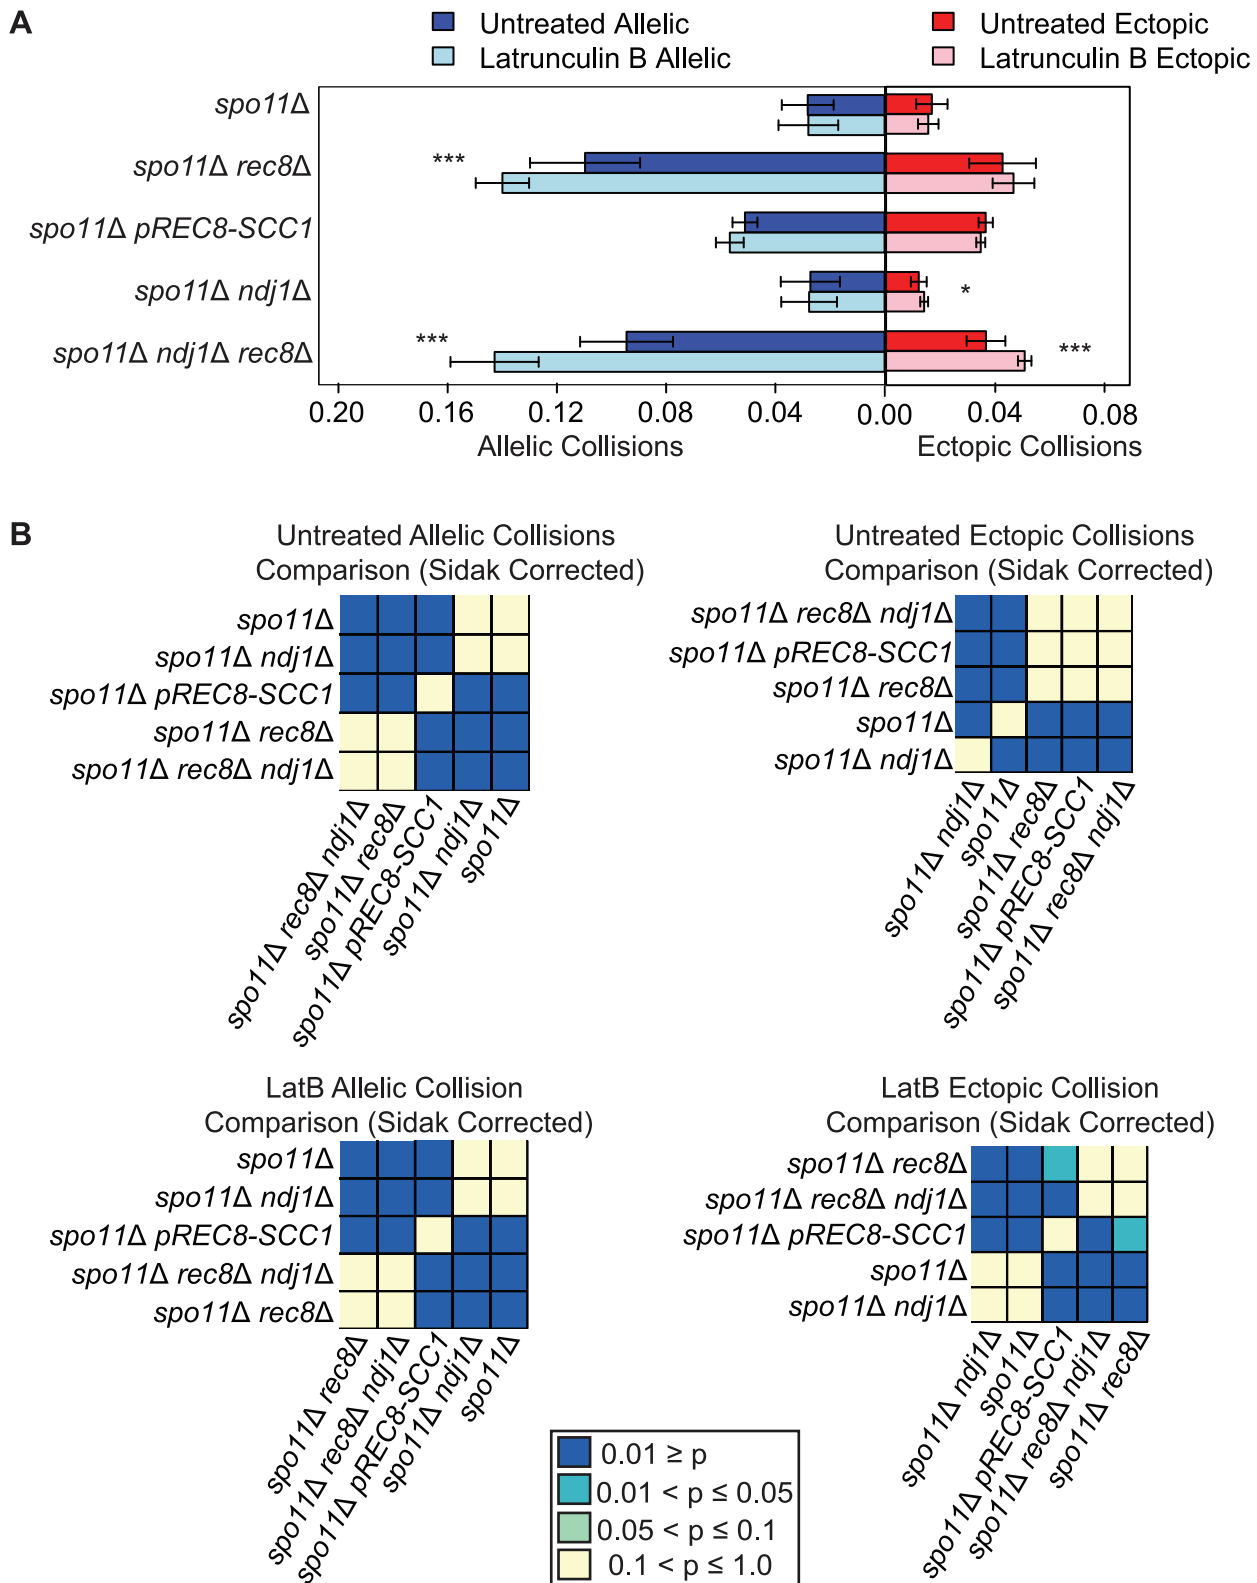 A
Untreated Allelic
Untreated Ectopic
Latrunculin B Allelic
Latrunculin B Ectopic
spo11Δ
spo11Δ rec8Δ
***
spo11Δ pREC8-SCC1
spo11Δ ndj1Δ
*
spo11Δ ndj1Δ rec8Δ
***
***
0.20 0.16 0.12 0.08 0.04 0.00 0.04 0.08
Allelic Collisions
Ectopic Collisions
B
Untreated Allelic Collisions
Comparison (Sidak Corrected)
spo11Δ
spo11Δ ndj1Δ
spo11Δ pREC8-SCC1
spo11Δ rec8Δ
spo11Δ rec8Δ ndj1Δ
spo11Δ rec8Δ ndj1Δ
spo11Δ rec8Δ
spo11Δ pREC8-SCC1
spo11Δ ndj1Δ
spo11Δ
Untreated Ectopic Collisions
Comparison (Sidak Corrected)
spo11Δ rec8Δ ndj1Δ
spo11Δ pREC8-SCC1
spo11Δ rec8Δ
spo11Δ
spo11Δ ndj1Δ
spo11Δ ndj1Δ
spo11Δ
spo11Δ rec8Δ
spo11Δ pREC8-SCC1
spo11Δ rec8Δ ndj1Δ
LatB Allelic Collision
Comparison (Sidak Corrected)
spo11Δ
spo11Δ ndj1Δ
spo11Δ pREC8-SCC1
spo11Δ rec8Δ ndj1Δ
spo11Δ rec8Δ
spo11Δ rec8Δ
spo11Δ rec8Δ ndj1Δ
spo11Δ pREC8-SCC1
spo11Δ ndj1Δ
spo11Δ
LatB Ectopic Collision
Comparison (Sidak Corrected)
spo11Δ rec8Δ
spo11Δ rec8Δ ndj1Δ
spo11Δ pREC8-SCC1
spo11Δ
spo11Δ ndj1Δ
spo11Δ ndj1Δ
spo11Δ
spo11Δ pREC8-SCC1
spo11Δ rec8Δ ndj1Δ
spo11Δ rec8Δ
0.01 ≥ p
0.01 < p ≤ 0.05
0.05 < p ≤ 0.1
0.1 < p ≤ 1.0